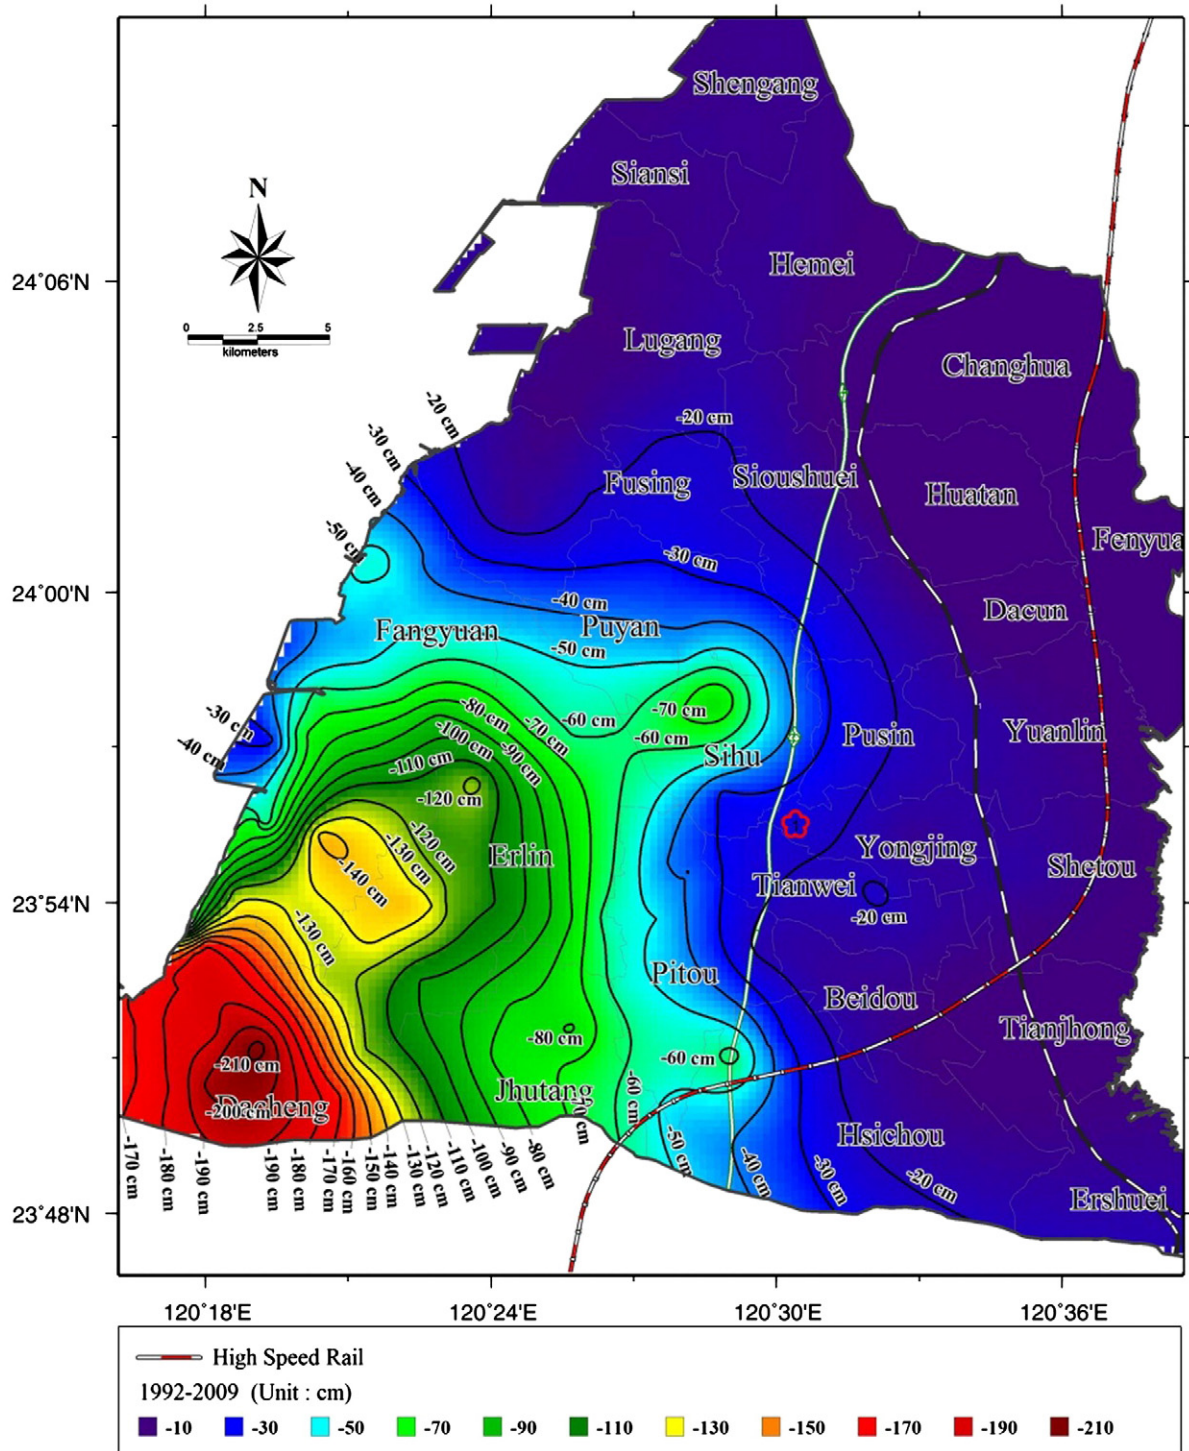 Shengang
Siansi
N
Hemei
24°06'N
0 2.5 5
kilometers
Lugang
Changhua
-20 cm
-20 cm
-30 cm
-40 cm
Fusing
Sioushuei
Huatan
Fenyua
-50 cm
-30 cm
24°00'N
-40 cm
Dacun
Fangyuan
Puyan
-50 cm
-30 cm
-40 cm
-80 cm
-70 cm
-60 cm
-70 cm
-60 cm
Pusin
Yuanlin
-100 cm
-90 cm
Sihu
-110 cm
-120 cm
-120 cm
-130 cm
Erlin
Yongjing
Shetou
-140 cm
Tianwei
23°54'N
-130 cm
-20 cm
Pitou
Beidou
-80 cm
-60 cm
Tianjhong
-210 cm
-200 cm
Dacheng
Jhutang
-70 cm
-60 cm
-50 cm
-40 cm
-30 cm
-20 cm
Hsichou
Ershuei
-170 cm
-180 cm
-190 cm
-190 cm
-180 cm
-170 cm
-160 cm
-150 cm
-140 cm
-130 cm
-120 cm
-110 cm
-100 cm
-90 cm
-80 cm
23°48'N
120°18'E 120°24'E 120°30'E 120°36'E
High Speed Rail
1992-2009 (Unit : cm)
-10 -30 -50 -70 -90 -110 -130 -150 -170 -190 -210